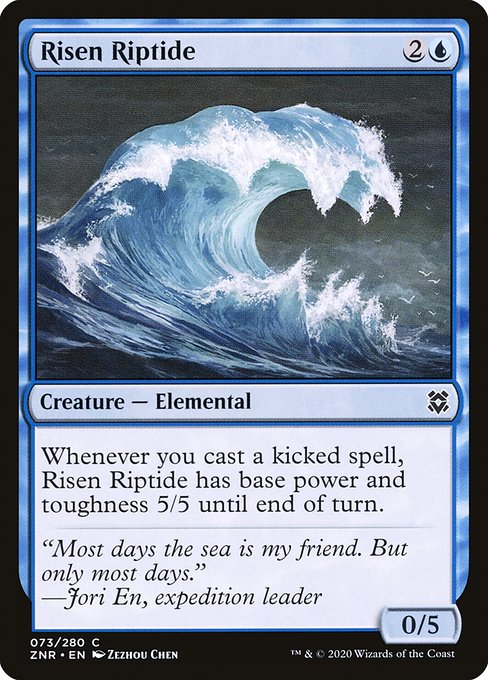 Risen Riptide 2
Creature — Elemental
Whenever you cast a kicked spell,
Risen Riptide has base power and
toughness 5/5 until end of turn.
“Most days the sea is my friend. But
only most days.”
—Jori En, expedition leader
0/5
073/280 C
ZNR • EN Zezhou Chen
™ & © 2020 Wizards of the Coast